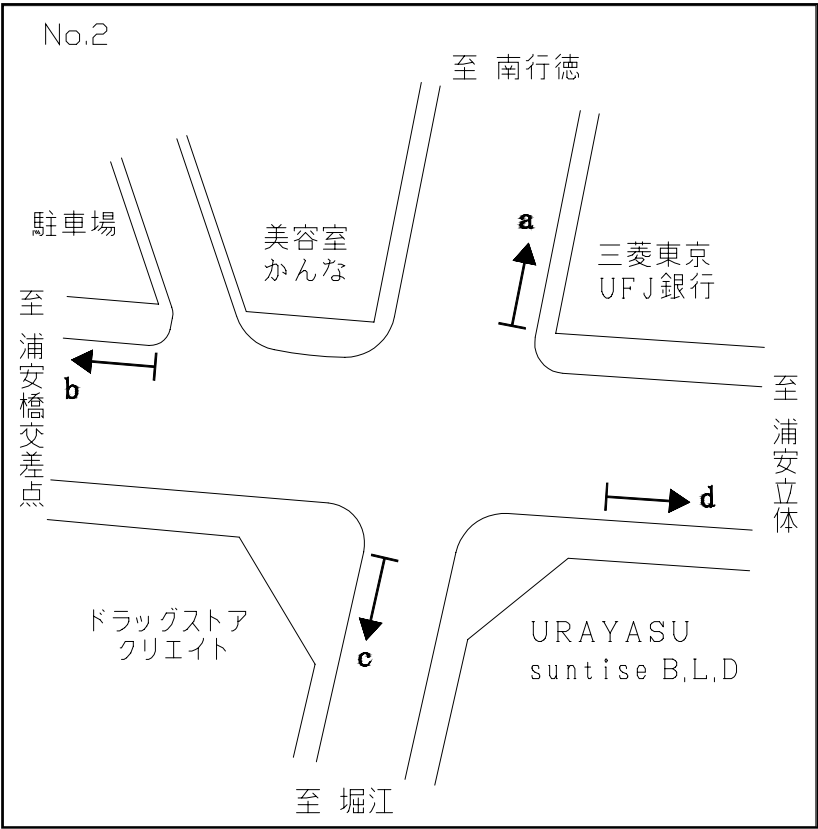 No.2
至 南行徳
駐車場
美容室
かんな
a
三菱東京
UFJ銀行
至 浦安橋交差点
b
至 浦安立体
d
ドラッグストア
クリエイト
c
URAYASU
suntise B,L,D
至 堀江